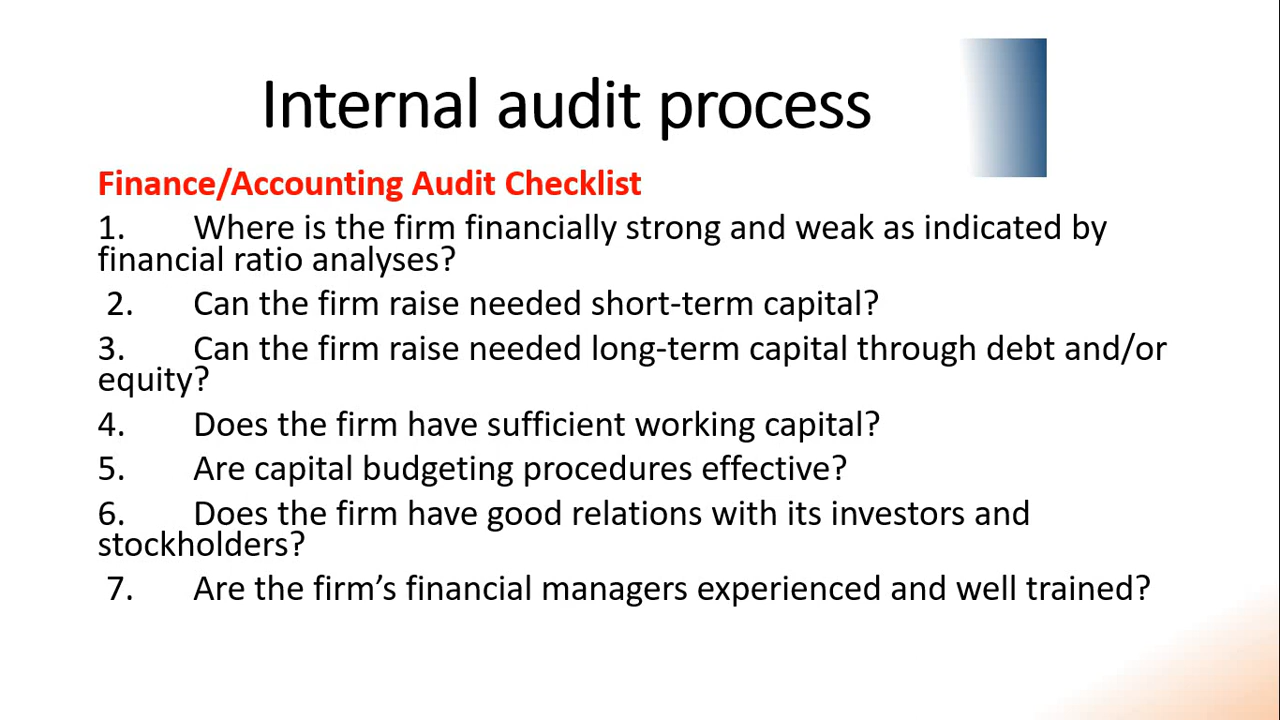 Internal audit process
Finance/Accounting Audit Checklist
1. Where is the firm financially strong and weak as indicated by
financial ratio analyses?
2. Can the firm raise needed short-term capital?
3. Can the firm raise needed long-term capital through debt and/or
equity?
4. Does the firm have sufficient working capital?
5. Are capital budgeting procedures effective?
6. Does the firm have good relations with its investors and
stockholders?
7. Are the firm’s financial managers experienced and well trained?